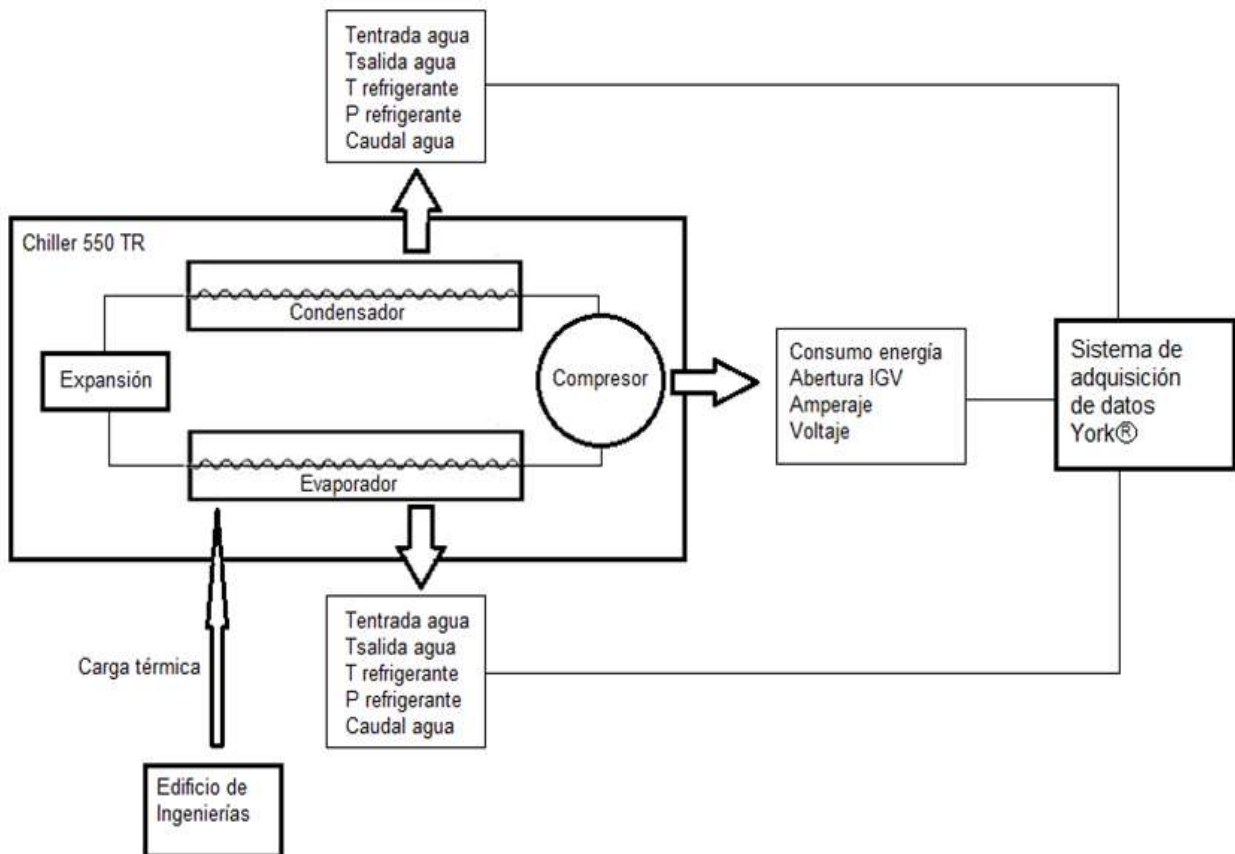 Tentrada agua
Tsalida agua
T refrigerante
P refrigerante
Caudal agua
Chiller 550 TR
Condensador
Expansión
Compresor
Evaporador
Consumo energía
Abertura IGV
Amperaje
Voltaje
Sistema de
adquisición
de datos
York®
Tentrada agua
Tsalida agua
T refrigerante
P refrigerante
Caudal agua
Carga térmica
Edificio de
Ingenierías